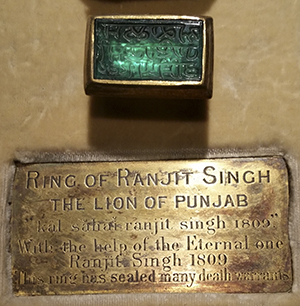 RING OF RANJIT SINGH
THE LION OF PUNJAB
"kal sahai ranjit singh 1809"
With the help of the Eternal one
Ranjit Singh 1809
This ring has sealed many death warrants